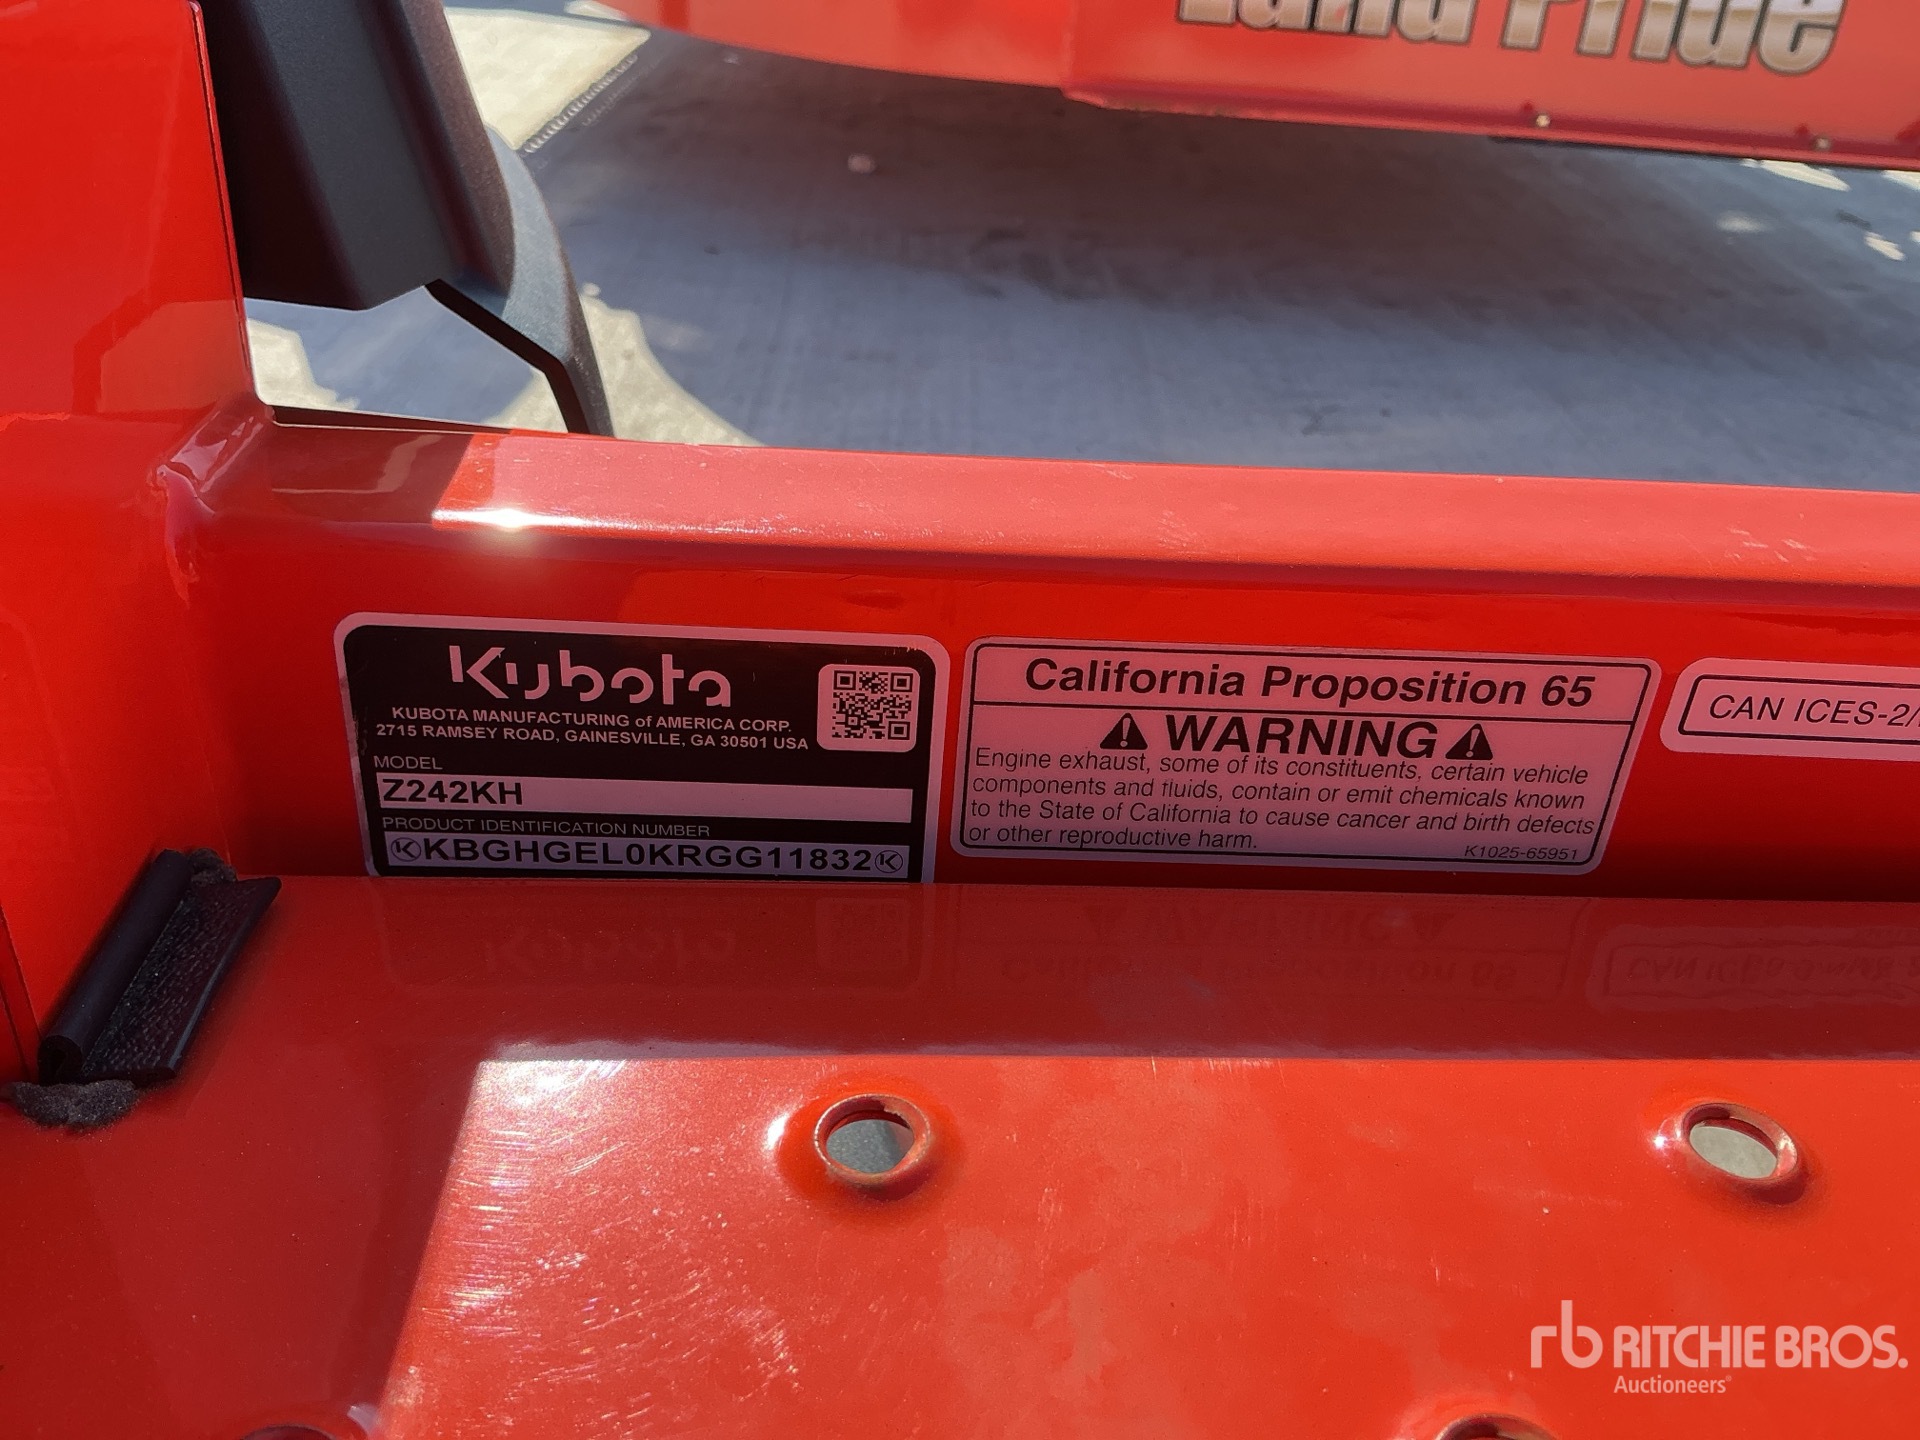 Land Pride
Kubota
KUBOTA MANUFACTURING of AMERICA CORP.
2715 RAMSEY ROAD, GAINESVILLE, GA 30501 USA
MODEL
Z242KH
PRODUCT IDENTIFICATION NUMBER
KBGHGEL0KRGG11832
California Proposition 65
WARNING
Engine exhaust, some of its constituents, certain vehicle
components and fluids, contain or emit chemicals known
to the State of California to cause cancer and birth defects
or other reproductive harm.
K1025-65951
CAN ICES-2/
rb RITCHIE BROS.
Auctioneers